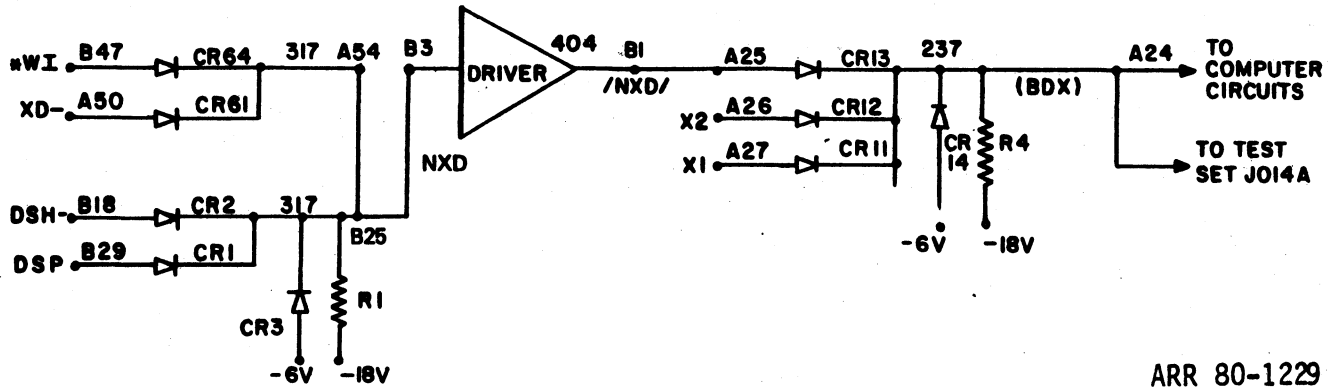 *WI B47 CR64 317 A54 B3 DRIVER 404 B1 /NXD/ A25 CR13 237 (BDX) A24 TO COMPUTER CIRCUITS
XD- A50 CR61
X2 A26 CR12
X1 A27 CR11
CR 14
R4
-6V -18V
TO TEST SET J014A
NXD
DSH- B18 CR2 317 B25
DSP B29 CR1
CR3
R1
-6V -18V
ARR 80-1229